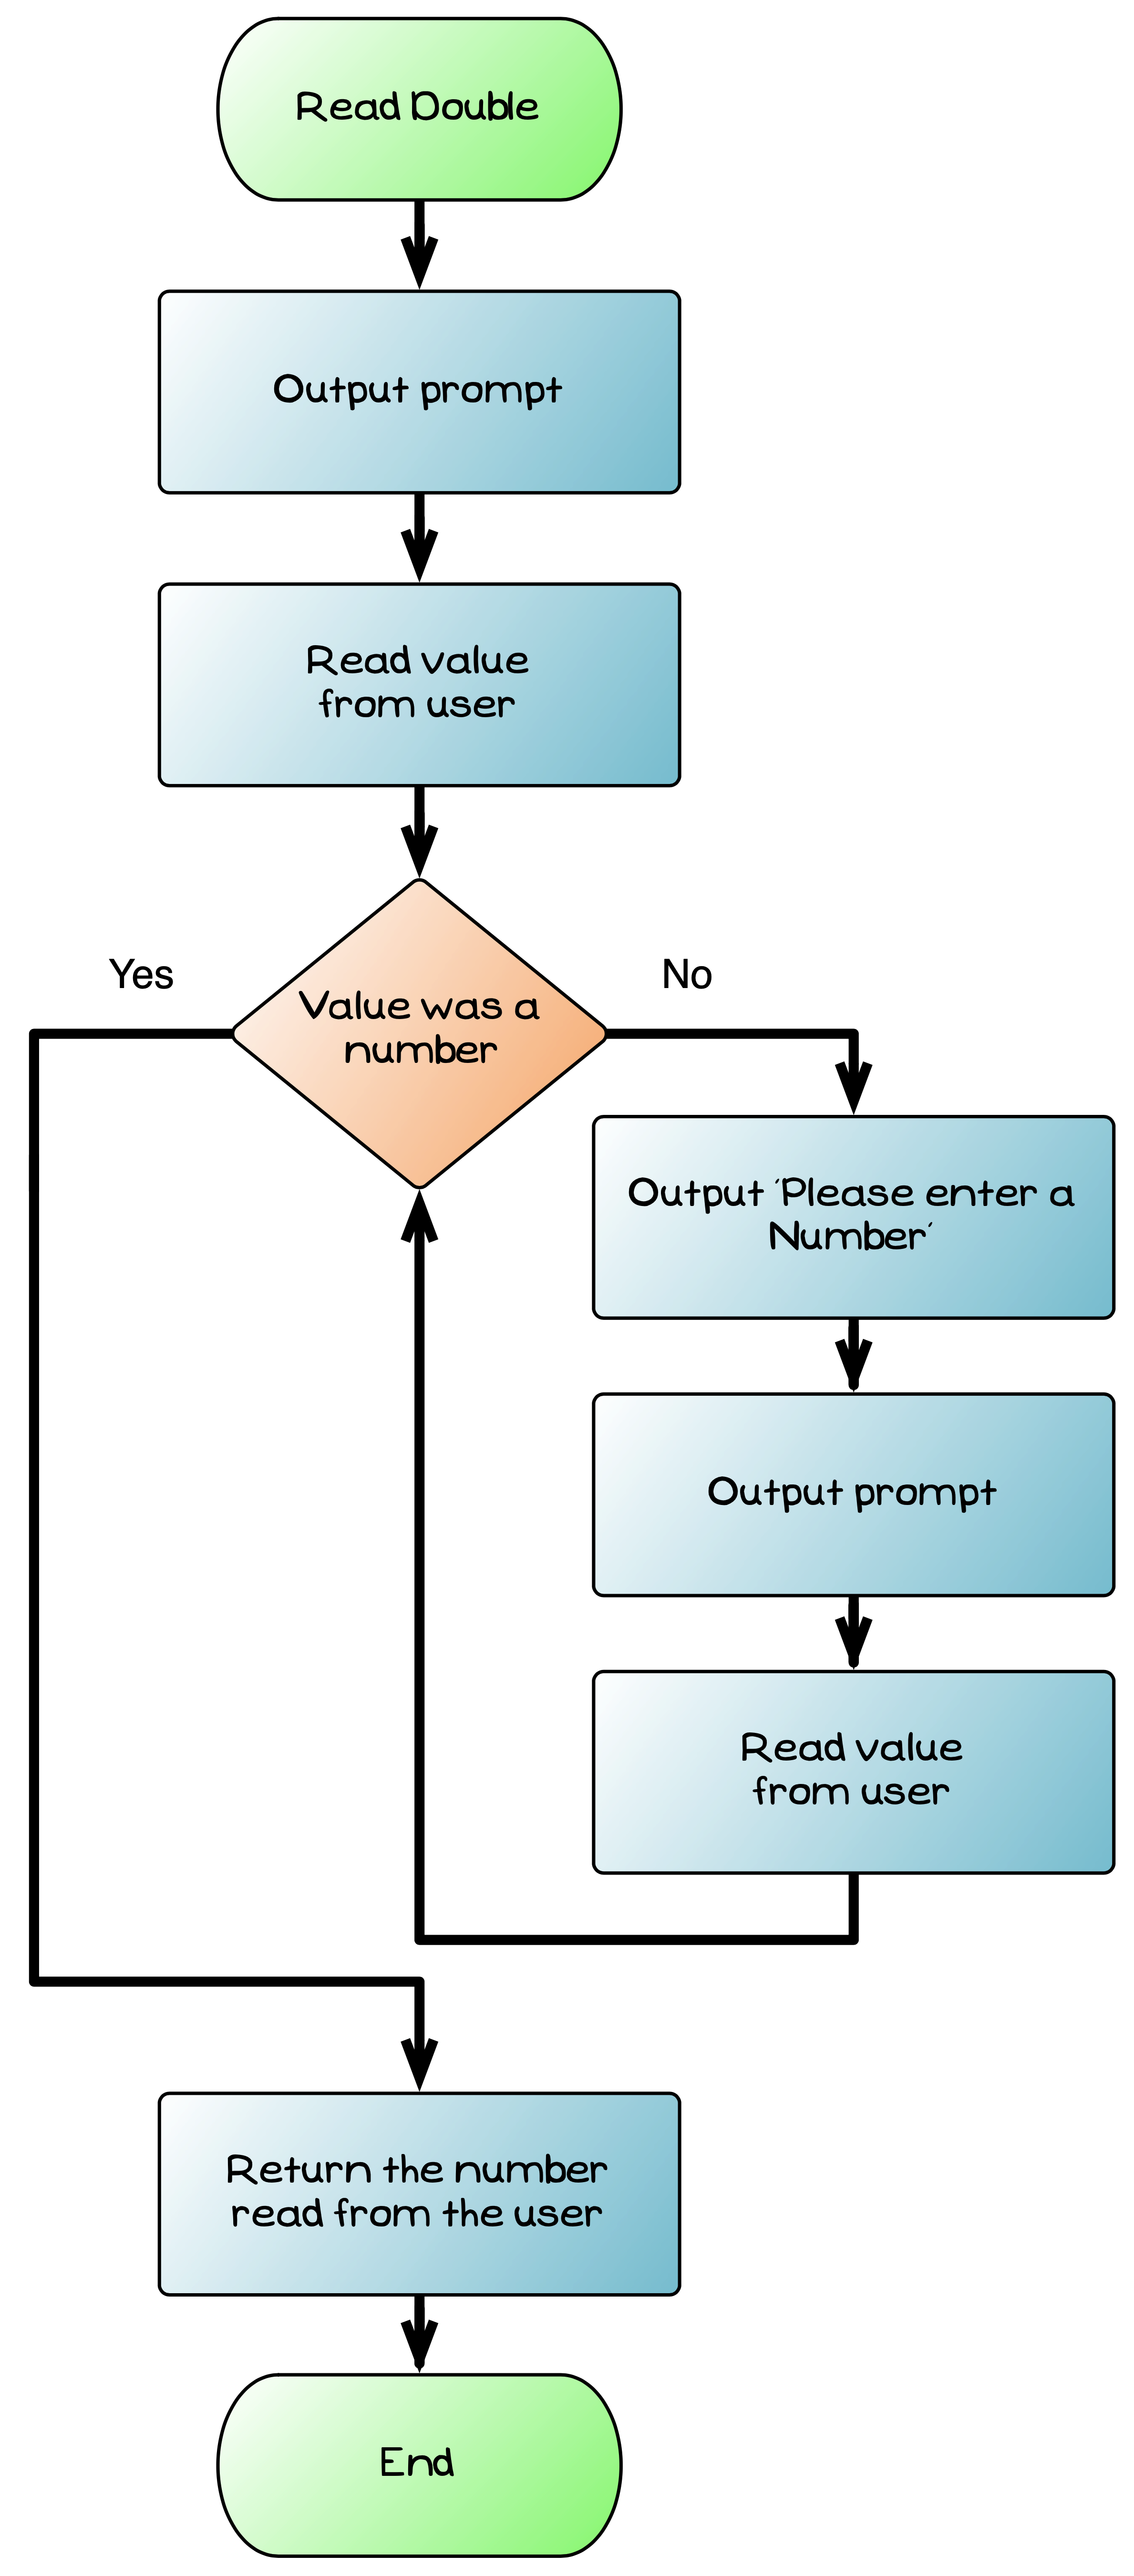 Read Double
Output prompt
Read value
from user
Yes
No
Value was a
number
Output 'Please enter a
Number'
Output prompt
Read value
from user
Return the number
read from the user
End